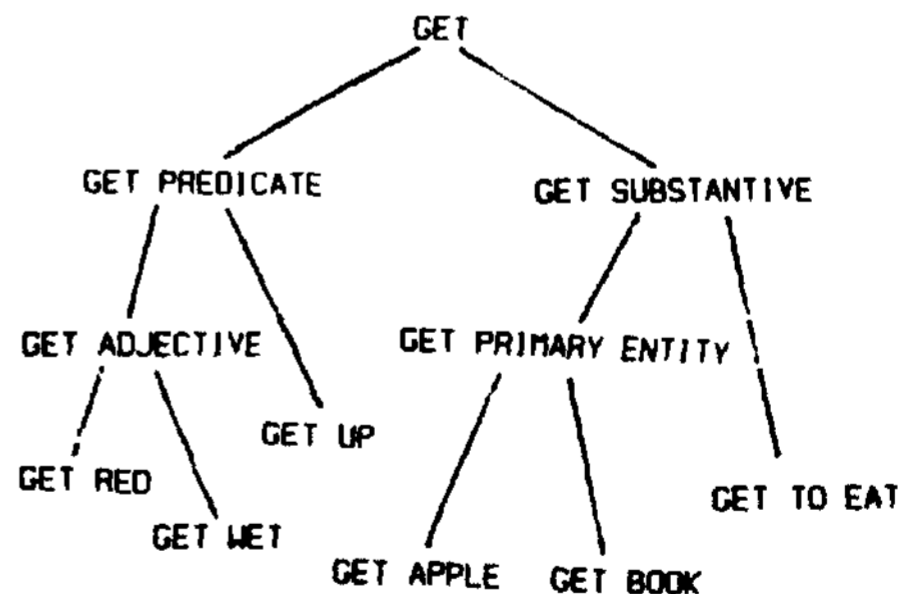 GET
GET PREDICATE
GET SUBSTANTIVE
GET ADJECTIVE
GET PRIMARY ENTITY
GET UP
GET RED
GET TO EAT
GET WET
GET APPLE
GET BOOK